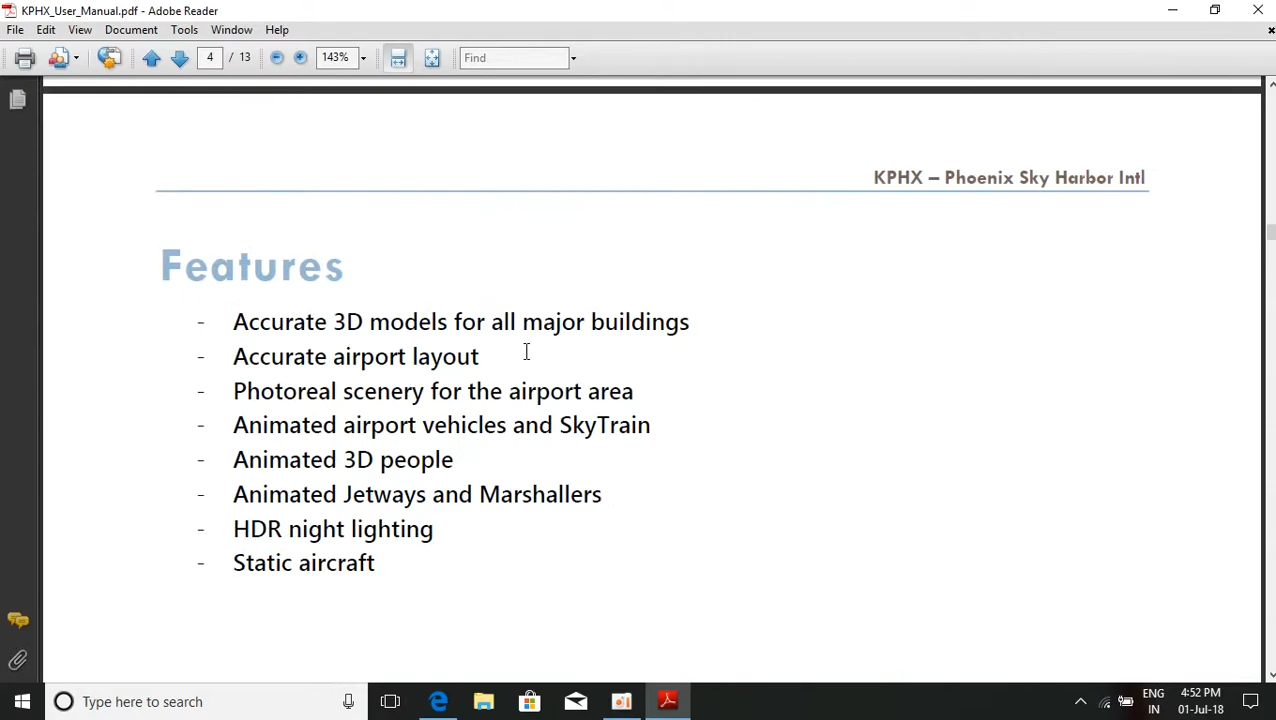 KPHX_User_Manual.pdf - Adobe Reader
File Edit View Document Tools Window Help
4 / 13 143% Find
KPHX – Phoenix Sky Harbor Intl
Features
- Accurate 3D models for all major buildings
- Accurate airport layout
- Photoreal scenery for the airport area
- Animated airport vehicles and SkyTrain
- Animated 3D people
- Animated Jetways and Marshallers
- HDR night lighting
- Static aircraft
Type here to search
ENG
IN
4:52 PM
01-Jul-18